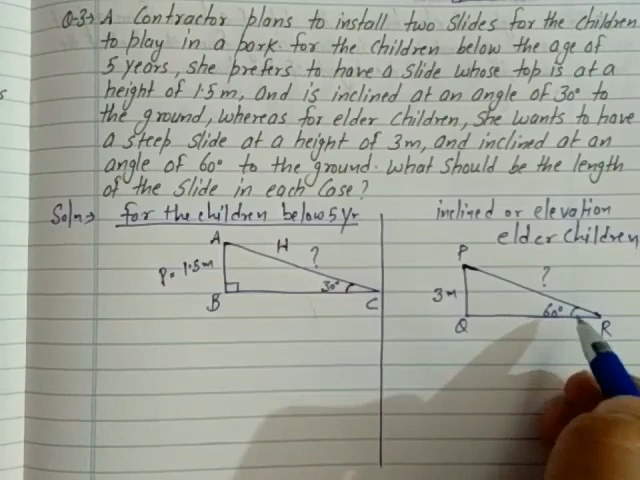 Q-3⇒ A Contractor plans to install two slides for the children
to play in a park. for the children below the age of
5 years, she prefers to have a slide whose top is at a
height of 1.5 m, and is inclined at an angle of 30° to
the ground, whereas for elder children, she wants to have
a steep slide at a height of 3m, and inclined at an
angle of 60° to the ground. what should be the length
of the slide in each case?
Soln⇒ for the children below 5 yr
A
H
?
P = 1.5m
30°
B
C
inclined or elevation
elder children
P
?
3m
60°
Q
R